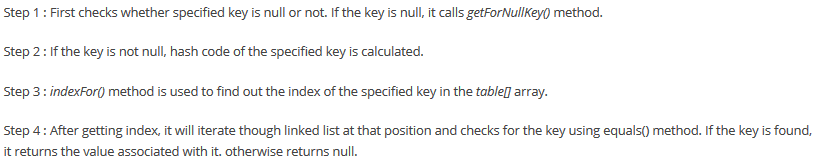 Step 1 : First checks whether specified key is null or not. If the key is null, it calls getForNullKey() method.
Step 2 : If the key is not null, hash code of the specified key is calculated.
Step 3 : indexFor() method is used to find out the index of the specified key in the table[] array.
Step 4 : After getting index, it will iterate though linked list at that position and checks for the key using equals() method. If the key is found,
it returns the value associated with it. otherwise returns null.